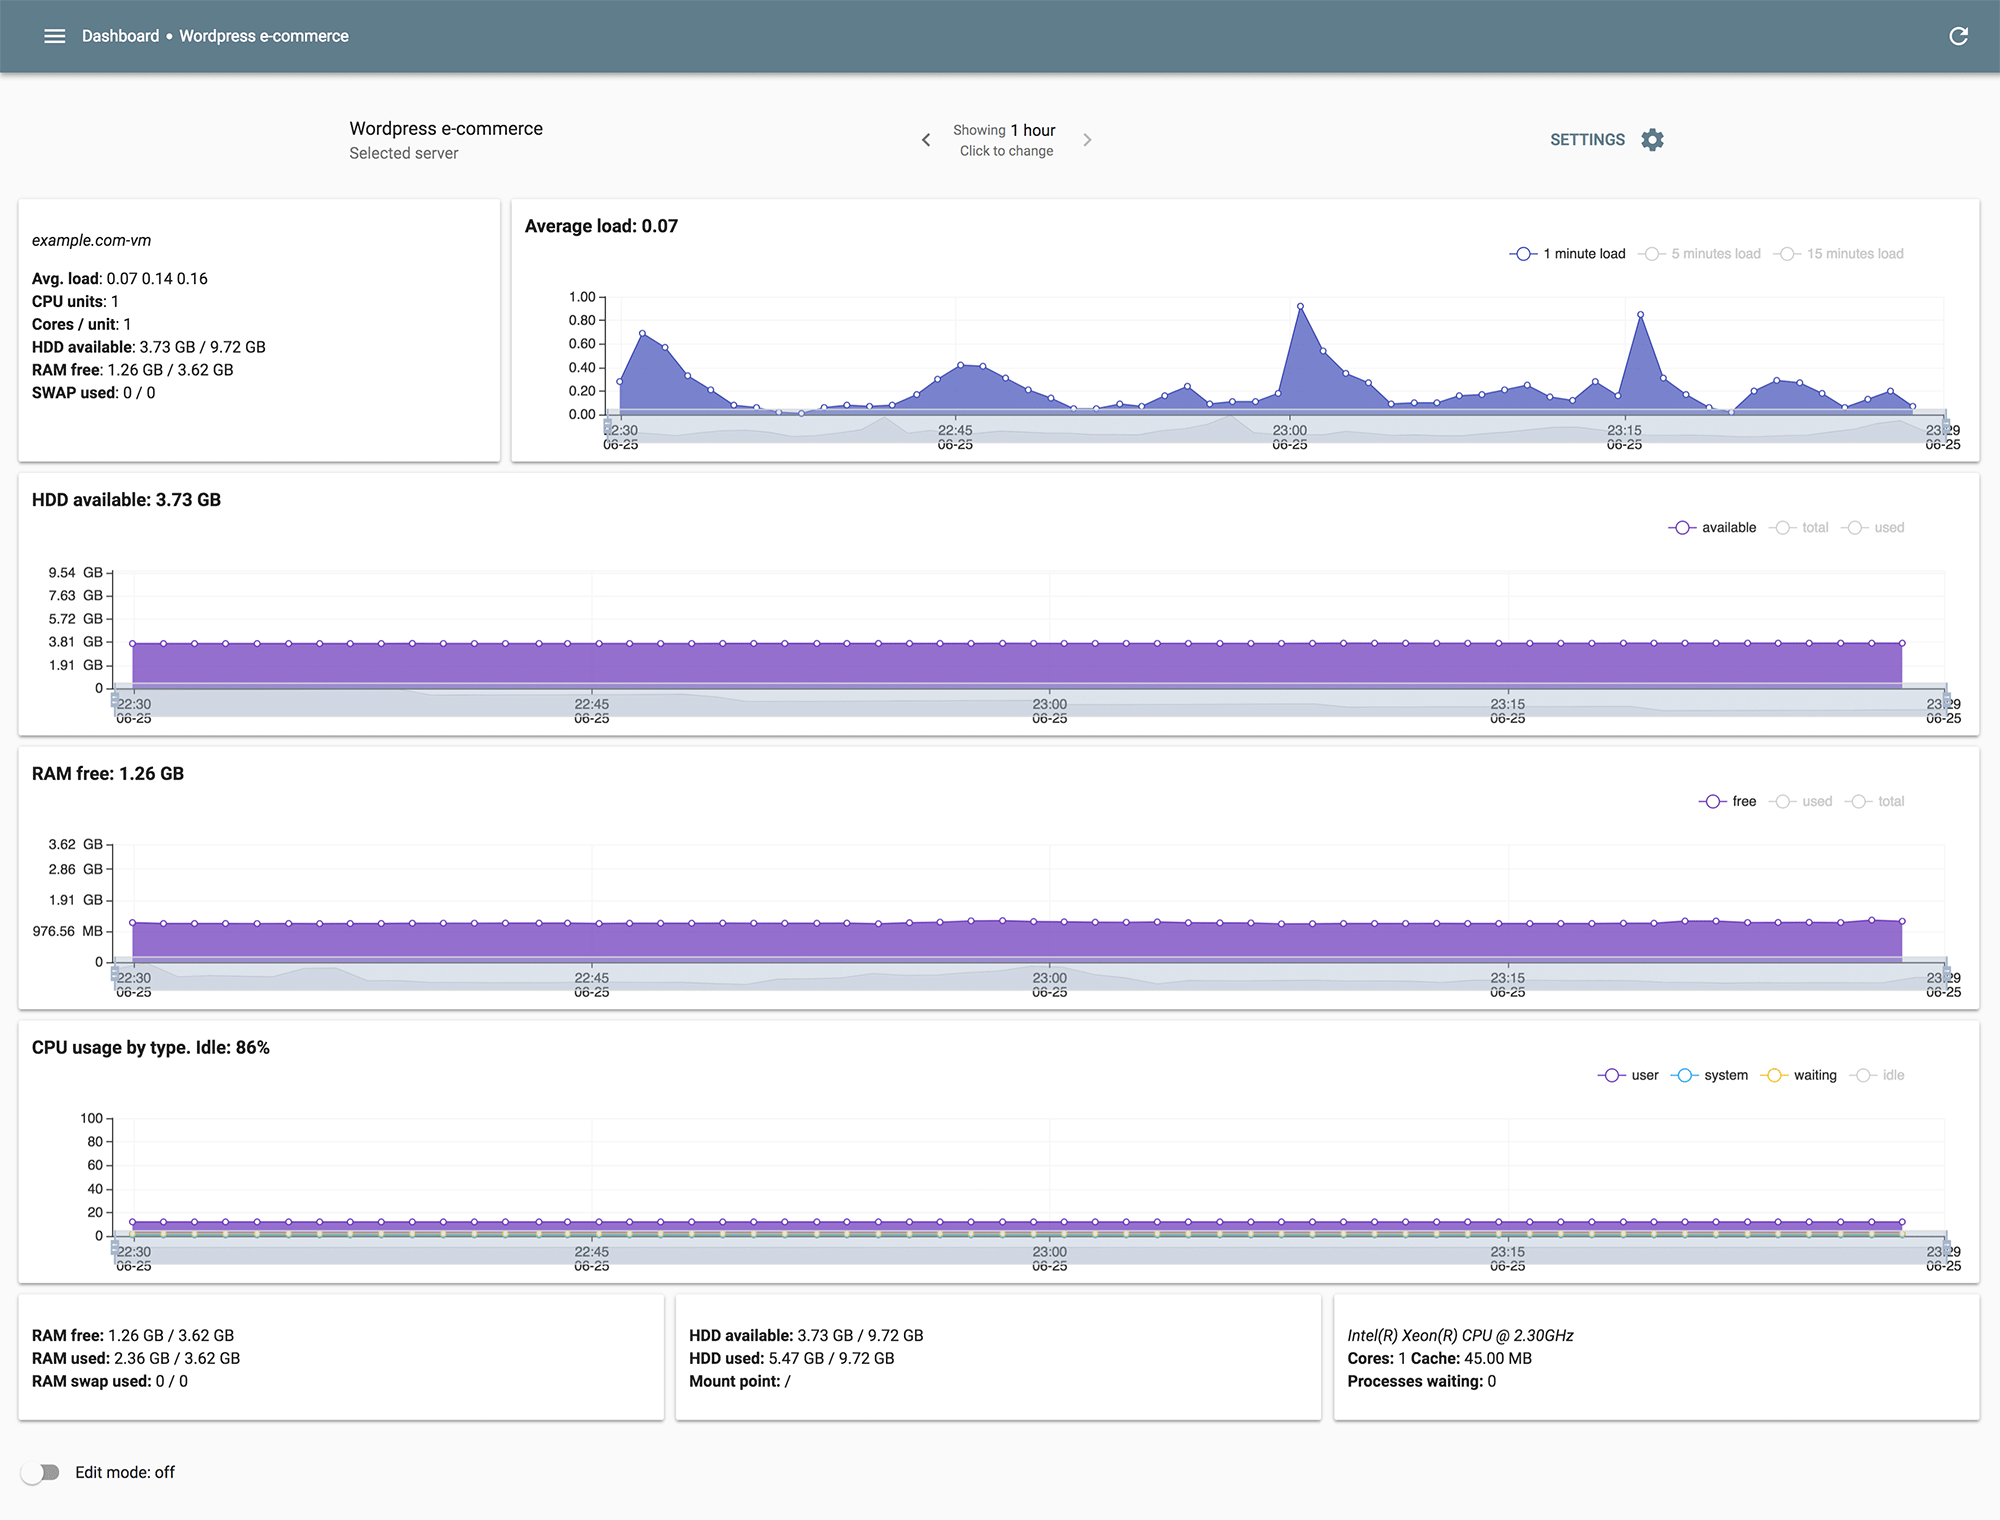 Dashboard • Wordpress e-commerce
Wordpress e-commerce
Selected server
Showing 1 hour
Click to change
SETTINGS
example.com-vm
Avg. load: 0.07 0.14 0.16
CPU units: 1
Cores / unit: 1
HDD available: 3.73 GB / 9.72 GB
RAM free: 1.26 GB / 3.62 GB
SWAP used: 0 / 0
Average load: 0.07
1 minute load 5 minutes load 15 minutes load
1.00
0.80
0.60
0.40
0.20
0.00
22:30 22:45 23:00 23:15 23:29
06-25 06-25 06-25 06-25 06-25
HDD available: 3.73 GB
available total used
9.54 GB
7.63 GB
5.72 GB
3.81 GB
1.91 GB
0
22:30 22:45 23:00 23:15 23:29
06-25 06-25 06-25 06-25 06-25
RAM free: 1.26 GB
free used total
3.62 GB
2.86 GB
1.91 GB
976.56 MB
0
22:30 22:45 23:00 23:15 23:29
06-25 06-25 06-25 06-25 06-25
CPU usage by type. Idle: 86%
user system waiting idle
100
80
60
40
20
0
22:30 22:45 23:00 23:15 23:29
06-25 06-25 06-25 06-25 06-25
RAM free: 1.26 GB / 3.62 GB
RAM used: 2.36 GB / 3.62 GB
RAM swap used: 0 / 0
HDD available: 3.73 GB / 9.72 GB
HDD used: 5.47 GB / 9.72 GB
Mount point: /
Intel(R) Xeon(R) CPU @ 2.30GHz
Cores: 1 Cache: 45.00 MB
Processes waiting: 0
Edit mode: off